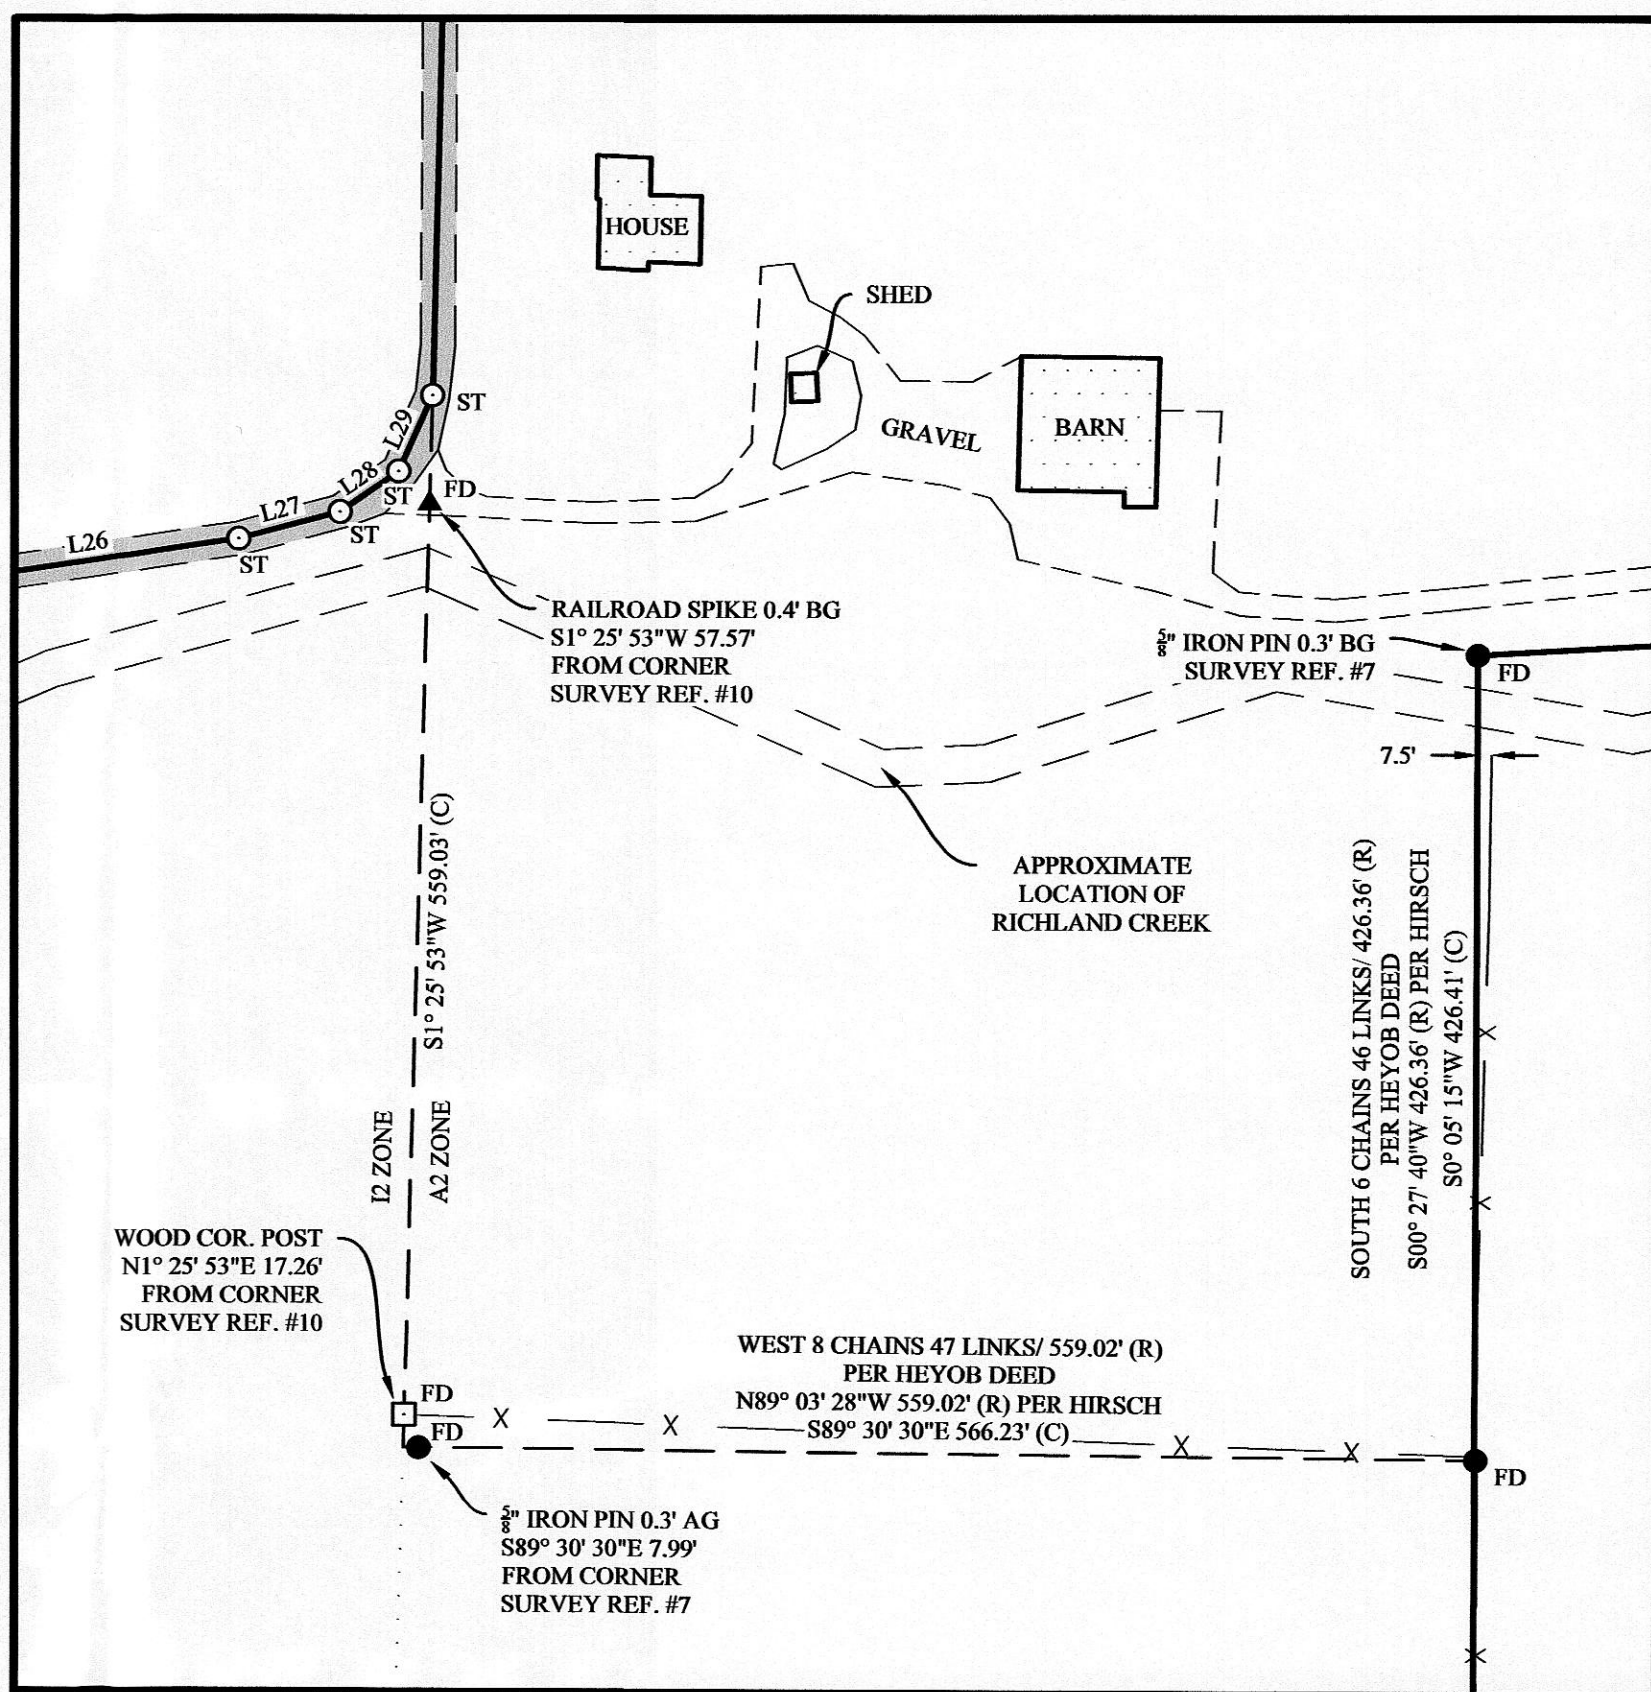 HOUSE
SHED
GRAVEL
BARN
L29
ST
L28
ST
FD
L27
ST
L26
ST
RAILROAD SPIKE 0.4' BG
S1° 25' 53"W 57.57'
FROM CORNER
SURVEY REF. #10
5/8" IRON PIN 0.3' BG
SURVEY REF. #7
FD
7.5'
APPROXIMATE
LOCATION OF
RICHLAND CREEK
S1° 25' 53"W 559.03' (C)
I2 ZONE
A2 ZONE
SOUTH 6 CHAINS 46 LINKS/ 426.36' (R)
PER HEYOB DEED
S00° 27' 40"W 426.36' (R) PER HIRSCH
S0° 05' 15"W 426.41' (C)
WOOD COR. POST
N1° 25' 53"E 17.26'
FROM CORNER
SURVEY REF. #10
WEST 8 CHAINS 47 LINKS/ 559.02' (R)
PER HEYOB DEED
N89° 03' 28"W 559.02' (R) PER HIRSCH
S89° 30' 30"E 566.23' (C)
FD
FD
FD
5/8" IRON PIN 0.3' AG
S89° 30' 30"E 7.99'
FROM CORNER
SURVEY REF. #7